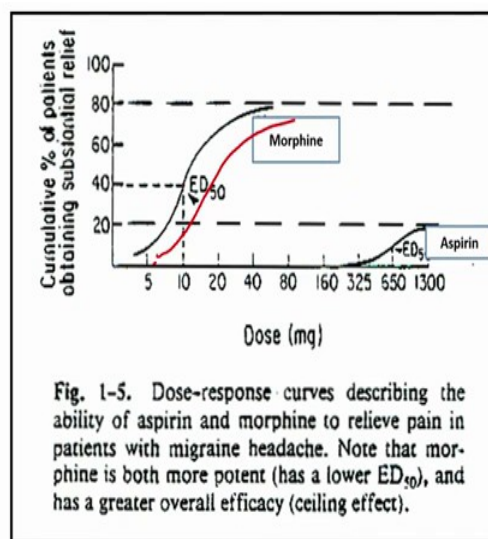 Cumulative % of patients
obtaining substantial relief
100
80
60
40
20
ED50
Morphine
ED5
Aspirin
5 10 20 40 80 160 325 650 1300
Dose (mg)
Fig. 1-5. Dose-response curves describing the
ability of aspirin and morphine to relieve pain in
patients with migraine headache. Note that mor-
phine is both more potent (has a lower ED50), and
has a greater overall efficacy (ceiling effect).